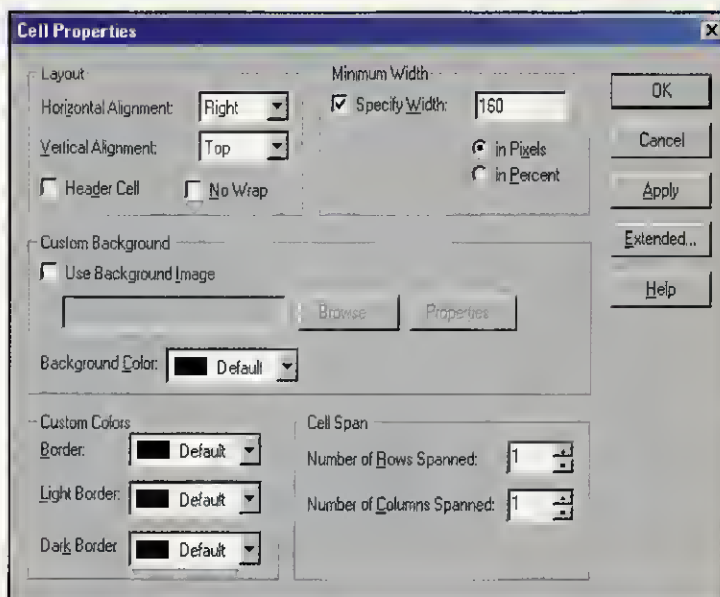 Cell Properties
Layout
Horizontal Alignment: Right
Vertical Alignment: Top
Header Cell No Wrap
Minimum Width
Specify Width: 160
in Pixels
in Percent
OK
Cancel
Apply
Extended...
Help
Custom Background
Use Background Image
Browse Properties
Background Color: Default
Custom Colors
Border: Default
Light Border: Default
Dark Border Default
Cell Span
Number of Rows Spanned: 1
Number of Columns Spanned: 1